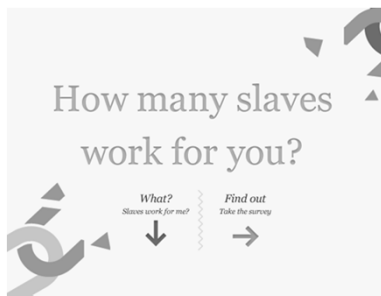 How many slaves
work for you?
What?
Slaves work for me?
Find out
Take the survey